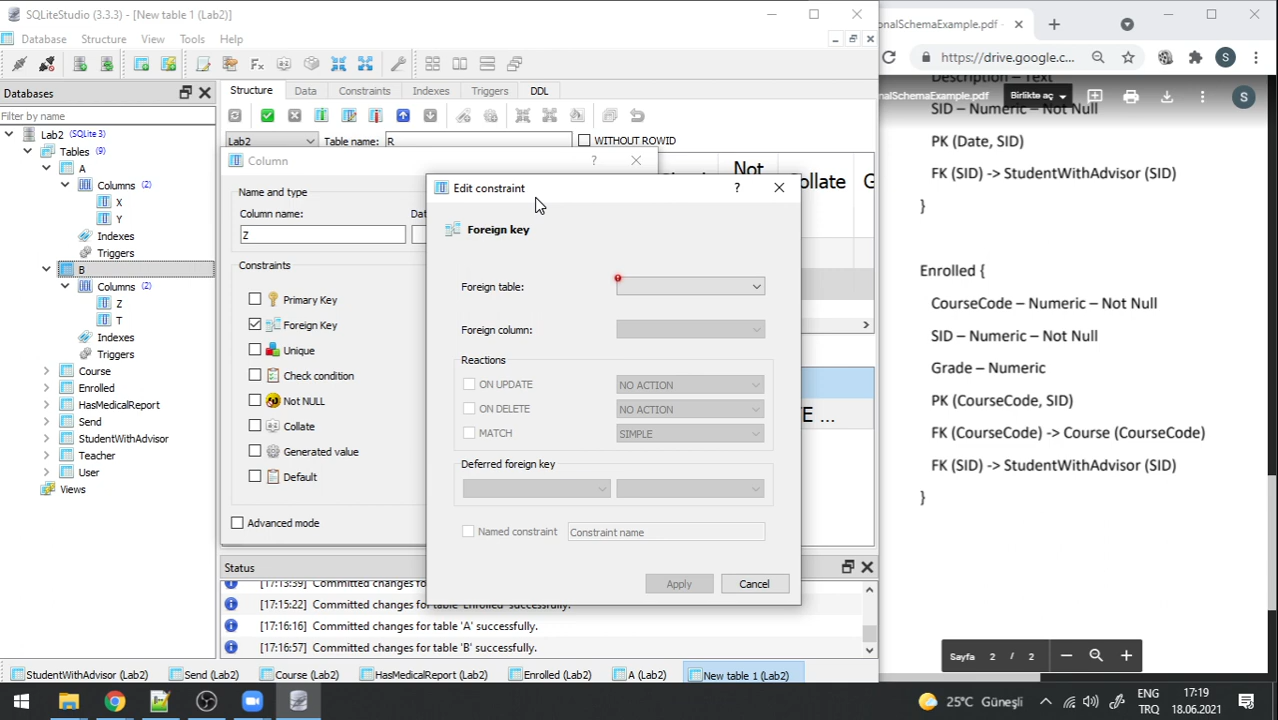 SQLiteStudio (3.3.3) - [New table 1 (Lab2)]
Database Structure View Tools Help
Databases
Filter by name
Lab2 (SQLite 3)
Tables (9)
A
Columns (2)
X
Y
Indexes
Triggers
B
Columns (2)
Z
T
Indexes
Triggers
Course
Enrolled
HasMedicalReport
Send
StudentWithAdvisor
Teacher
User
Views
Structure Data Constraints Indexes Triggers DDL
Lab2 Table name: R WITHOUT ROWID
Not
Column
?
Name and type
Column name:
Z
Constraints
Primary Key
Foreign Key
Unique
Check condition
Not NULL
Collate
Generated value
Default
Advanced mode
Edit constraint
?
Foreign key
Foreign table:
Foreign column:
Reactions
ON UPDATE NO ACTION
ON DELETE NO ACTION
MATCH SIMPLE
Deferred foreign key
Named constraint Constraint name
Apply Cancel
Status
[17:13:39] Committed changes fo
[17:15:22] Committed changes for table 'Enrolled' successfully.
[17:16:16] Committed changes for table 'A' successfully.
[17:16:57] Committed changes for table 'B' successfully.
StudentWithAdvisor (Lab2) Send (Lab2) Course (Lab2) HasMedicalReport (Lab2) Enrolled (Lab2) A (Lab2) New table 1 (Lab2)
onalSchemaExample.pdf
https://drive.google.c...
S
Description – Text
nalSchemaExample.pdf Birlikte aç S
SID – Numeric – Not Null
PK (Date, SID)
FK (SID) -> StudentWithAdvisor (SID)
}
Enrolled {
CourseCode – Numeric – Not Null
SID – Numeric – Not Null
Grade – Numeric
PK (CourseCode, SID)
FK (CourseCode) -> Course (CourseCode)
FK (SID) -> StudentWithAdvisor (SID)
}
Sayfa 2 / 2
25°C Güneşli
ENG
TRQ
17:19
18.06.2021